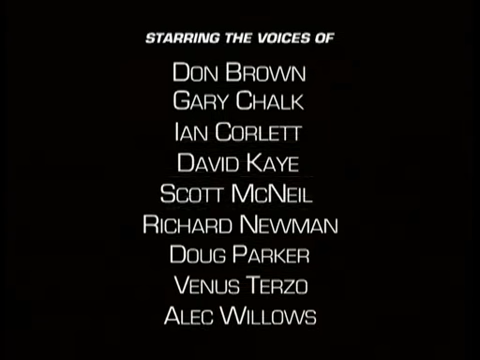 STARRING THE VOICES OF
DON BROWN
GARY CHALK
IAN CORLETT
DAVID KAYE
SCOTT MCNEIL
RICHARD NEWMAN
DOUG PARKER
VENUS TERZO
ALEC WILLOWS